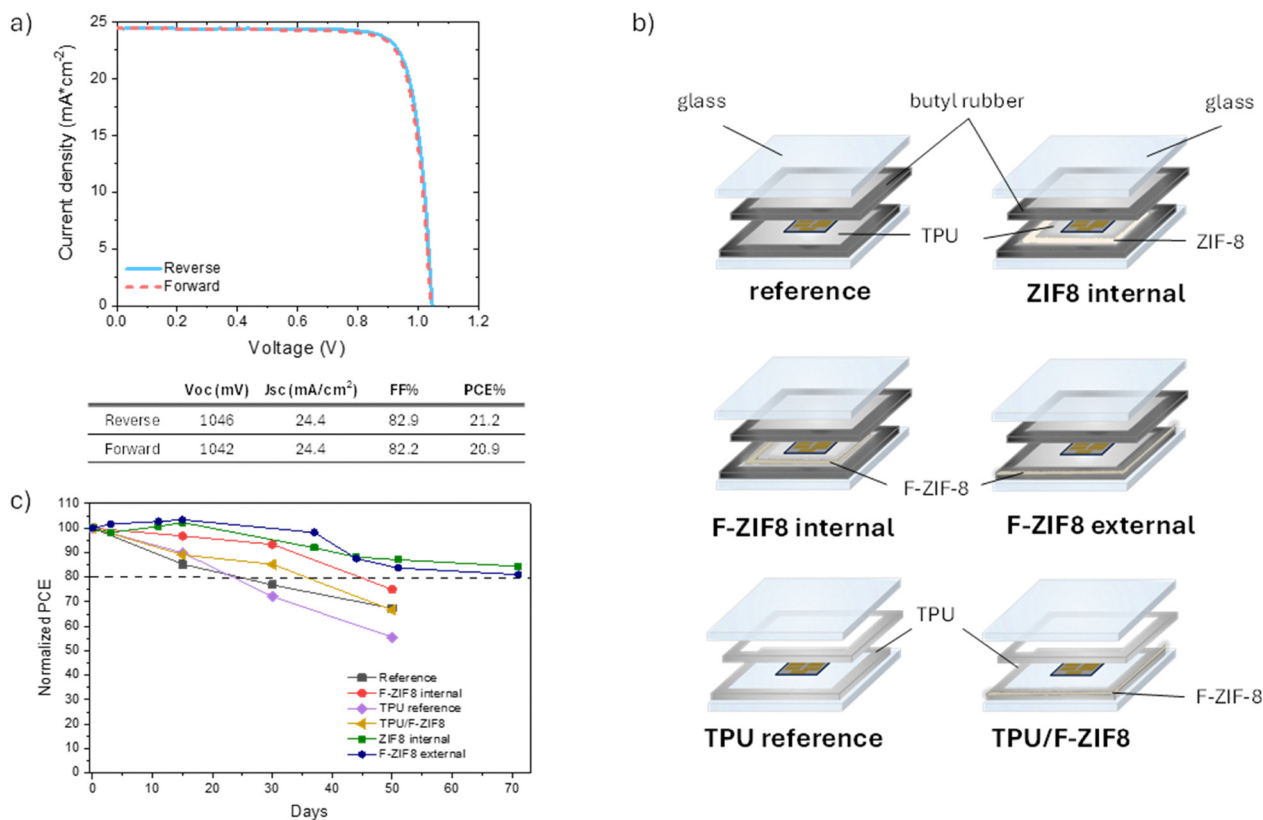 a)
Current density (mA*cm-2)
25
20
15
10
5
0
Reverse
Forward
0.0 0.2 0.4 0.6 0.8 1.0 1.2
Voltage (V)
Voc (mV) Jsc (mA/cm2) FF% PCE%
Reverse 1046 24.4 82.9 21.2
Forward 1042 24.4 82.2 20.9
b)
glass butyl rubber glass
TPU ZIF-8
reference ZIF8 internal
F-ZIF-8
F-ZIF8 internal F-ZIF8 external
TPU
F-ZIF-8
TPU reference TPU/F-ZIF8
c)
Normalized PCE
110
100
90
80
70
60
50
40
30
20
10
0
Reference
F-ZIF8 internal
TPU reference
TPU/F-ZIF8
ZIF8 internal
F-ZIF8 external
0 10 20 30 40 50 60 70
Days